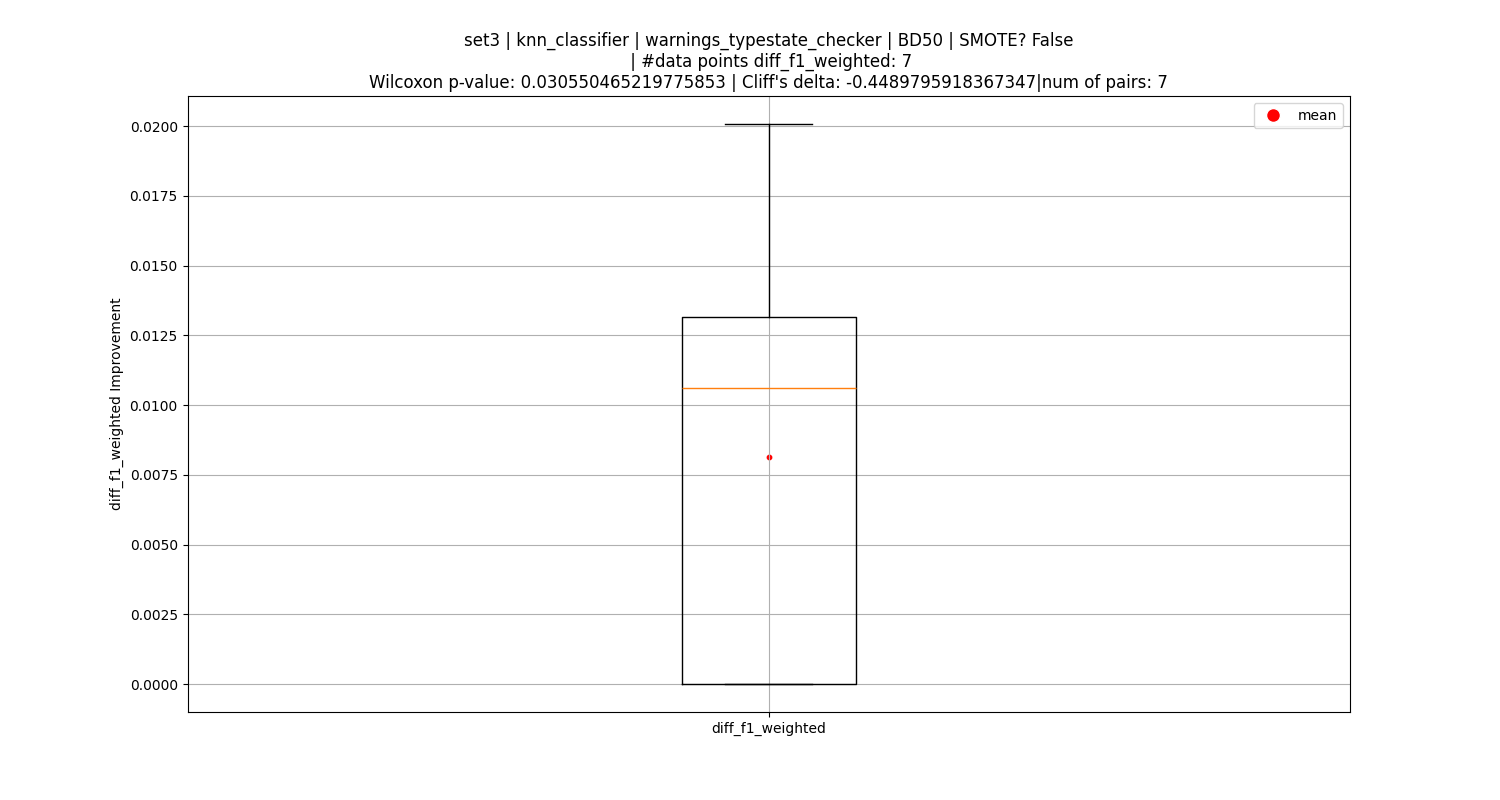 set3 | knn_classifier | warnings_typestate_checker | BD50 | SMOTE? False
| #data points diff_f1_weighted: 7
Wilcoxon p-value: 0.030550465219775853 | Cliff's delta: -0.4489795918367347|num of pairs: 7
mean
0.0200
0.0175
0.0150
0.0125
0.0100
0.0075
0.0050
0.0025
0.0000
diff_f1_weighted Improvement
diff_f1_weighted